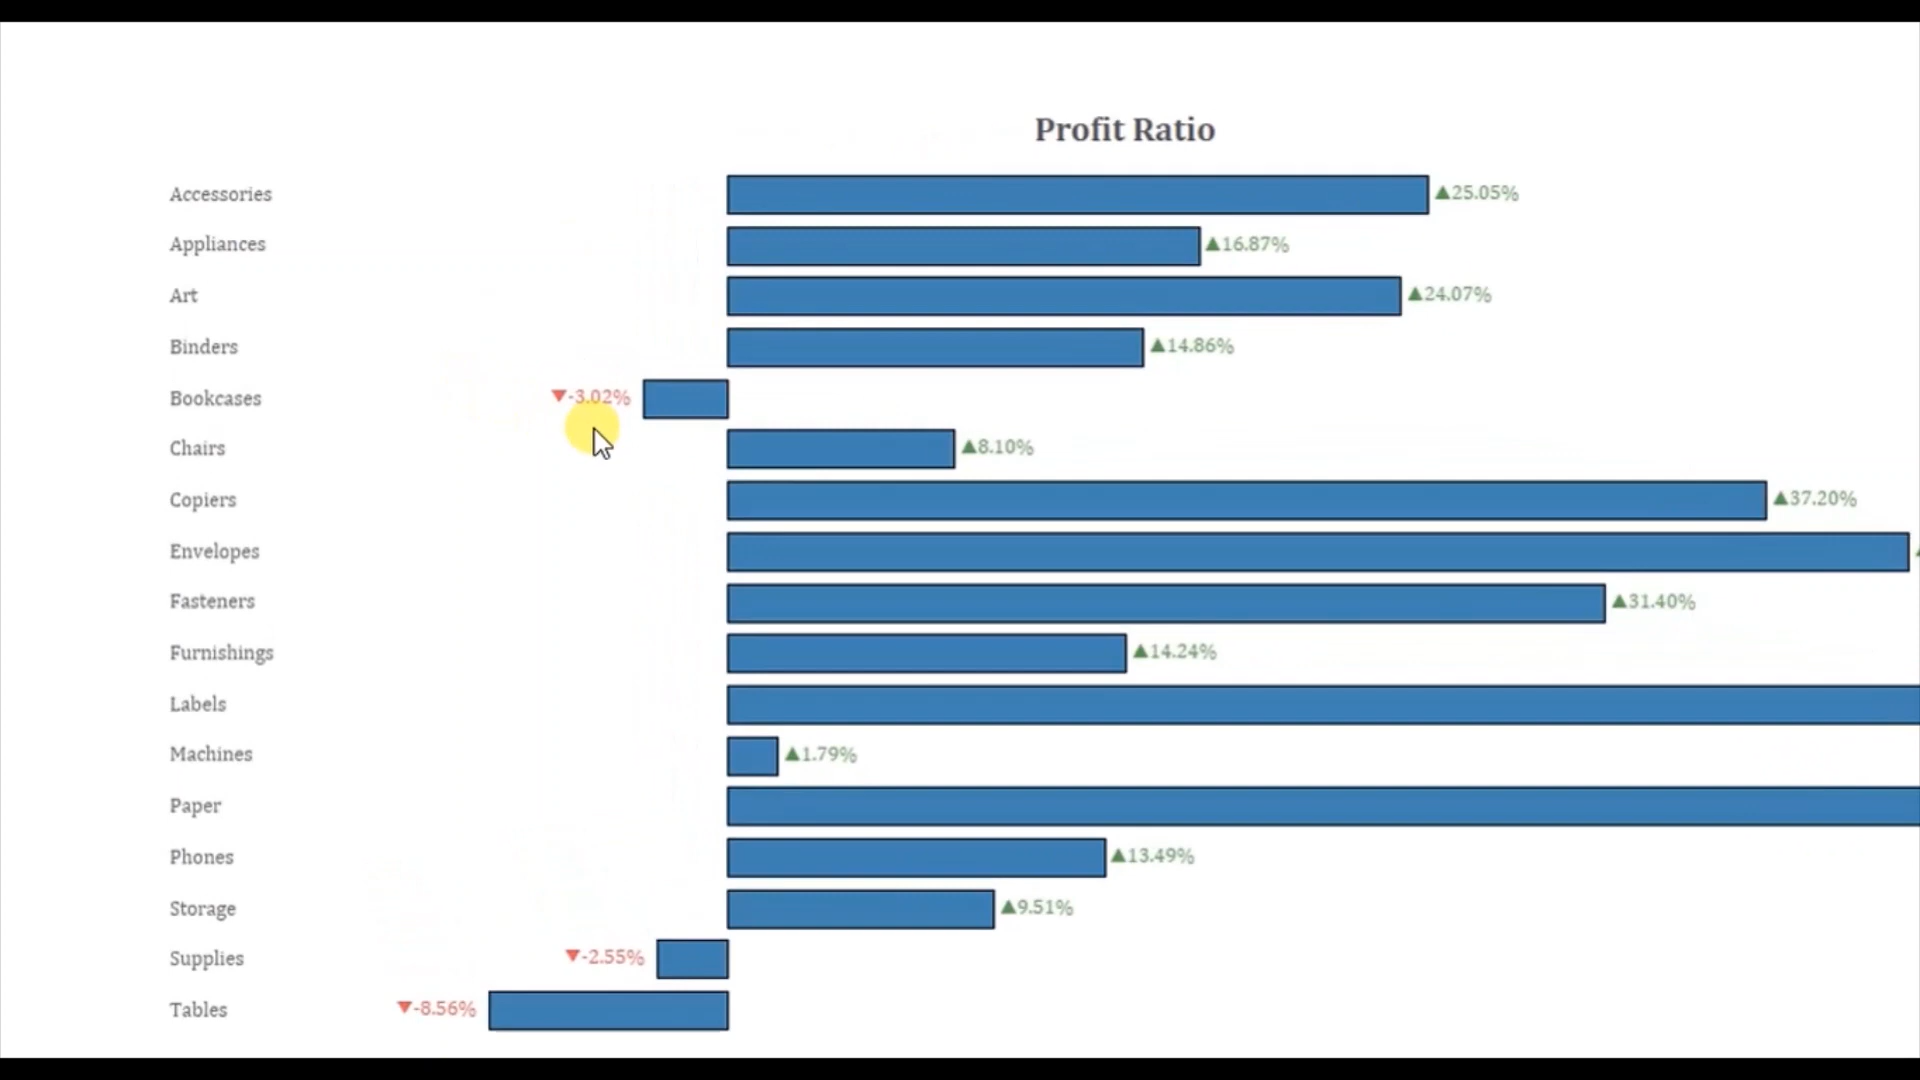 Profit Ratio
Accessories ▲25.05%
Appliances ▲16.87%
Art ▲24.07%
Binders ▲14.86%
Bookcases ▼-3.02%
Chairs ▲8.10%
Copiers ▲37.20%
Envelopes
Fasteners ▲31.40%
Furnishings ▲14.24%
Labels
Machines ▲1.79%
Paper
Phones ▲13.49%
Storage ▲9.51%
Supplies ▼-2.55%
Tables ▼-8.56%